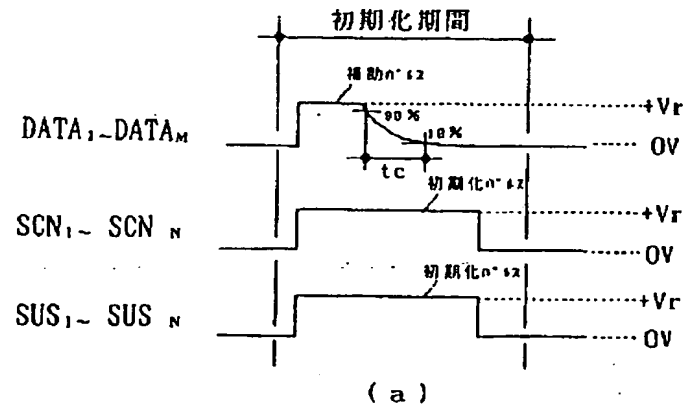 初期化期間
補助パルス
+Vr
90%
10%
DATA₁~DATAM
0V
tc
初期化パルス
+Vr
SCN₁~ SCN N
0V
初期化パルス
+Vr
SUS₁~ SUS N
0V
(a)